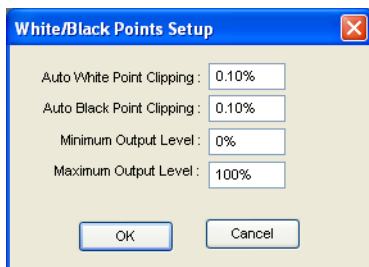 White/Black Points Setup
Auto White Point Clipping : 0.10%
Auto Black Point Clipping : 0.10%
Minimum Output Level : 0%
Maximum Output Level : 100%
OK Cancel